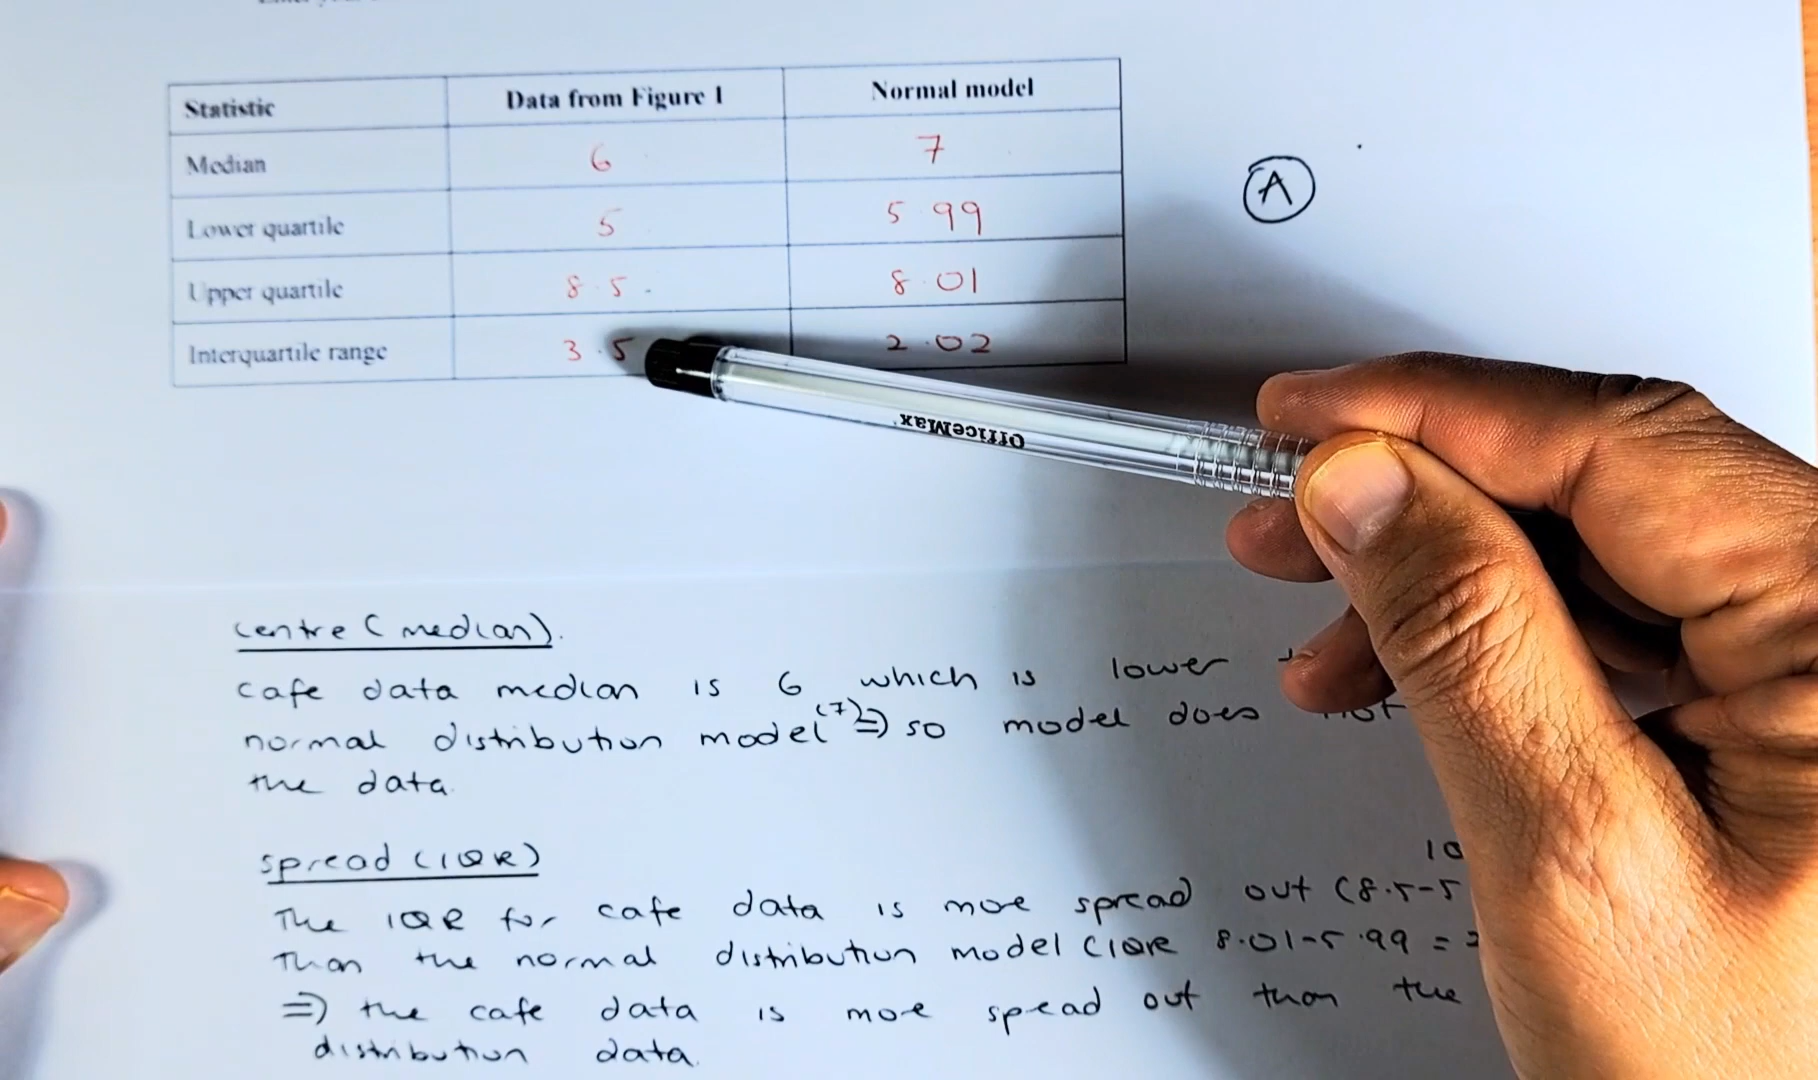 Statistic Data from Figure 1 Normal model
Median 6 7
Lower quartile 5 5.99
Upper quartile 8.5 8.01
Interquartile range 3.5 2.02
A
OfficeMax
Centre (median).
Cafe data median is 6 which is lower
normal distribution model (7) ⇒ so model does not
the data.
Spread (IQR)
The IQR for cafe data is more spread out (8.5-5
Than the normal distribution model (IQR 8.01-5.99 = 2
⇒ the cafe data is more spread out than the
distribution data.